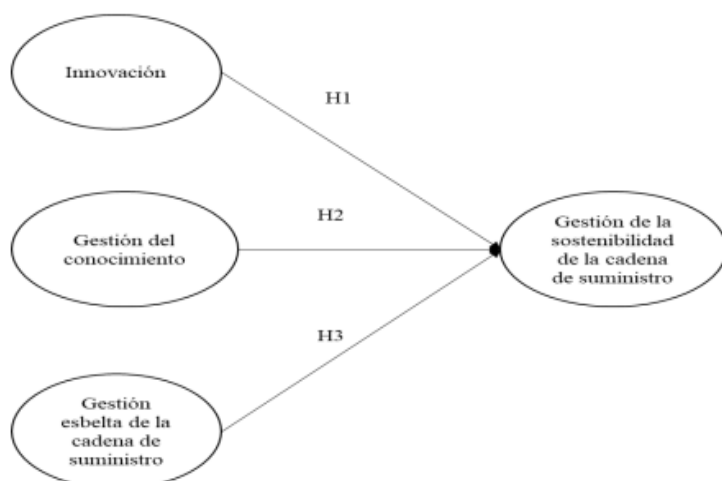 Innovación
H1
H2
Gestión del
conocimiento
Gestión de la
sostenibilidad
de la cadena
de suministro
H3
Gestión
esbelta de la
cadena de
suministro